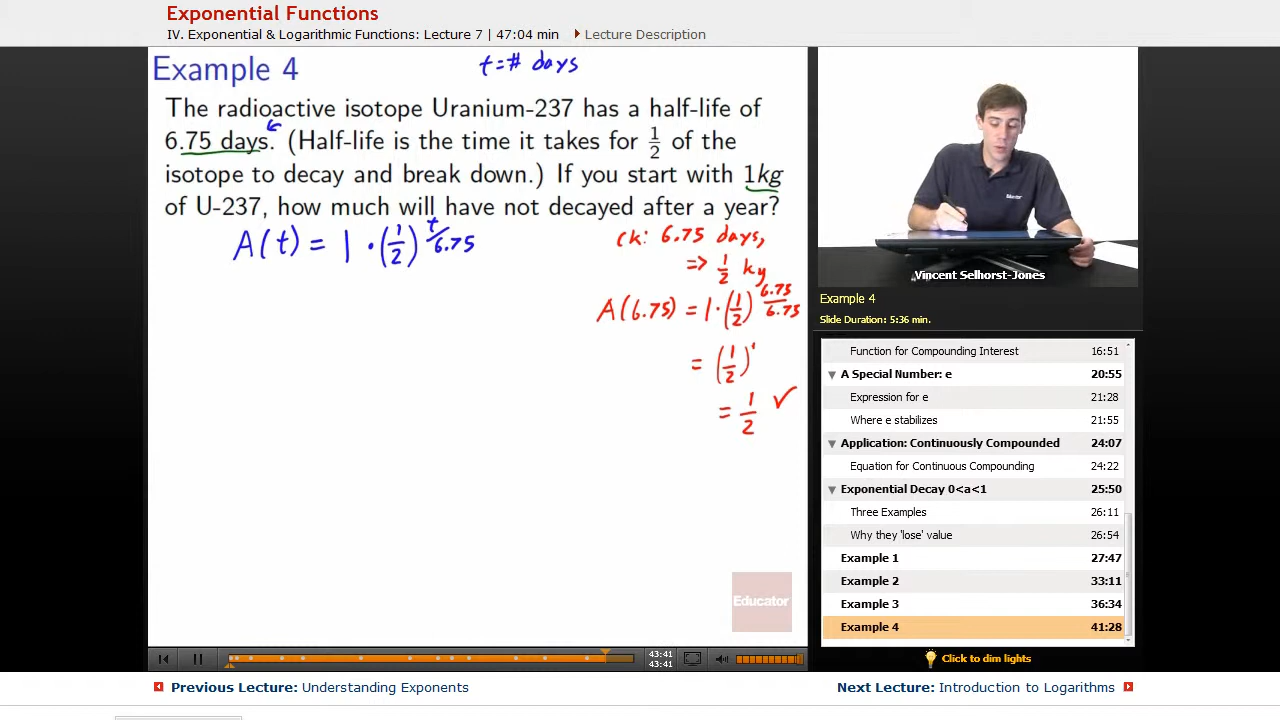 Exponential Functions
IV. Exponential & Logarithmic Functions: Lecture 7 | 47:04 min Lecture Description
Example 4
t = # days
The radioactive isotope Uranium-237 has a half-life of
6.75 days. (Half-life is the time it takes for 1/2 of the
isotope to decay and break down.) If you start with 1kg
of U-237, how much will have not decayed after a year?
A(t) = 1 · (1/2)^(t/6.75)
ck: 6.75 days,
=> 1/2 kg
A(6.75) = 1 · (1/2)^(6.75/6.75)
= (1/2)^1
= 1/2 ✓
Educator
Educator
Vincent Selhorst-Jones
Example 4
Slide Duration: 5:36 min.
Function for Compounding Interest 16:51
A Special Number: e 20:55
Expression for e 21:28
Where e stabilizes 21:55
Application: Continuously Compounded 24:07
Equation for Continuous Compounding 24:22
Exponential Decay 0<a<1 25:50
Three Examples 26:11
Why they 'lose' value 26:54
Example 1 27:47
Example 2 33:11
Example 3 36:34
Example 4 41:28
43:41
43:41
Click to dim lights
Previous Lecture: Understanding Exponents
Next Lecture: Introduction to Logarithms